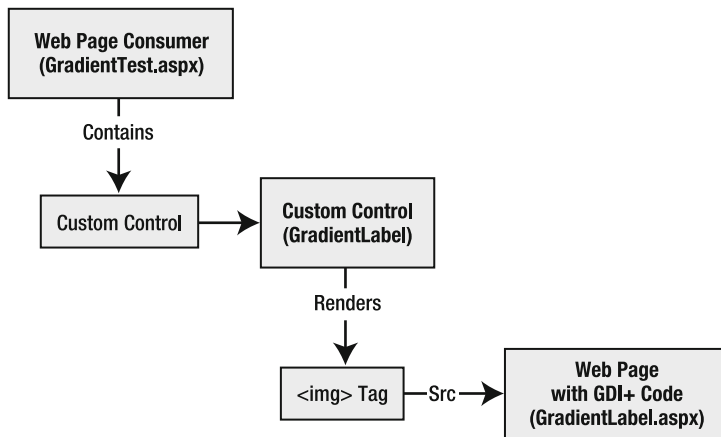 Web Page Consumer
(GradientTest.aspx)
Contains
Custom Control
Custom Control
(GradientLabel)
Renders
<img> Tag
Src
Web Page
with GDI+ Code
(GradientLabel.aspx)